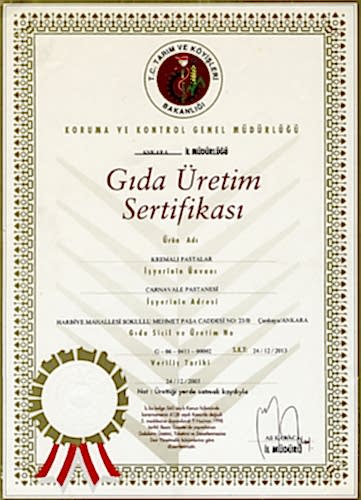 T.C. TARIM VE KÖYİŞLERİ
BAKANLIĞI
KORUMA VE KONTROL GENEL MÜDÜRLÜĞÜ
ANKARA İL MÜDÜRLÜĞÜ
Gıda Üretim
Sertifikası
Ürün Adı
KREMALI PASTALAR
İşyerinin Ünvanı
CARNAVALE PASTANESİ
İşyerinin Adresi
HARBİYE MAHALLESİ SOKULLU MEHMET PAŞA CADDESİ NO: 23/B Çankaya/ANKARA
Gıda Sicil ve Üretim No
S.K.T: 24 / 12 / 2013
Veriliş Tarihi
24 / 12 / 2003
Not : Ürettiği yerde satmak kaydıyla
İL MÜDÜRÜ